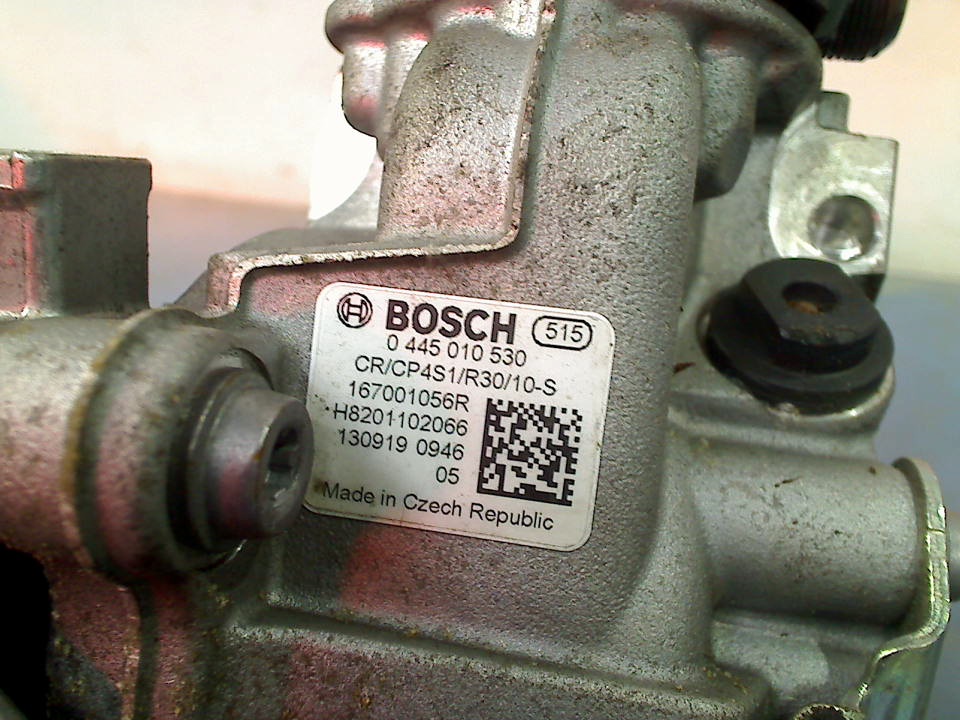 BOSCH 515
0 445 010 530
CR/CP4S1/R30/10-S
167001056R
H8201102066
130919 0946
05
Made in Czech Republic